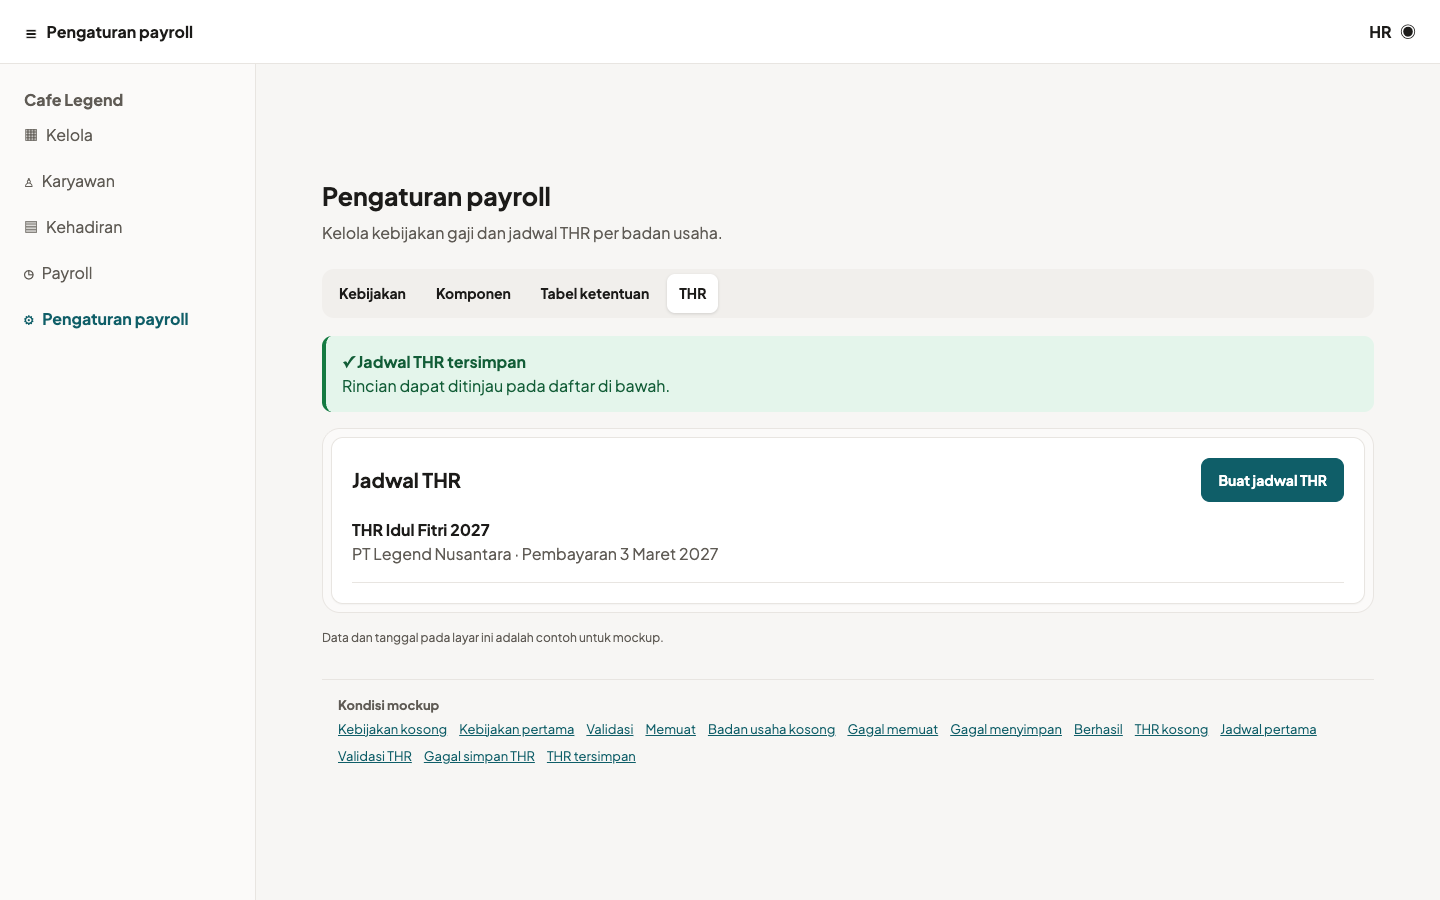 ≡ Pengaturan payroll
HR ◉
Cafe Legend
▦ Kelola
♙ Karyawan
▤ Kehadiran
◷ Payroll
⚙ Pengaturan payroll
Pengaturan payroll
Kelola kebijakan gaji dan jadwal THR per badan usaha.
Kebijakan Komponen Tabel ketentuan THR
✓Jadwal THR tersimpan
Rincian dapat ditinjau pada daftar di bawah.
Jadwal THR
Buat jadwal THR
THR Idul Fitri 2027
PT Legend Nusantara · Pembayaran 3 Maret 2027
Data dan tanggal pada layar ini adalah contoh untuk mockup.
Kondisi mockup
Kebijakan kosong Kebijakan pertama Validasi Memuat Badan usaha kosong Gagal memuat Gagal menyimpan Berhasil THR kosong Jadwal pertama
Validasi THR Gagal simpan THR THR tersimpan